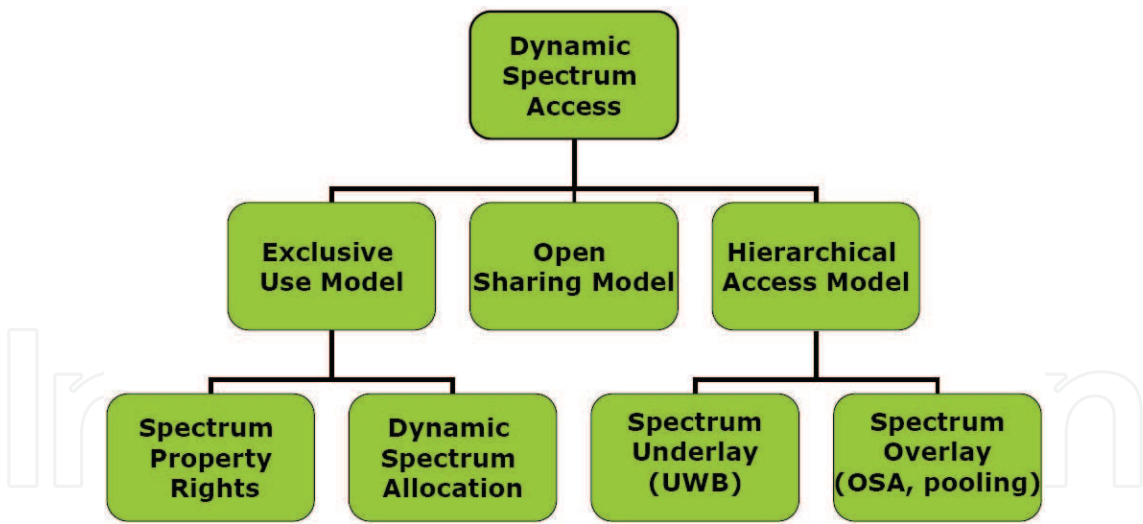 Dynamic
Spectrum
Access
Exclusive
Use Model
Open
Sharing Model
Hierarchical
Access Model
Spectrum
Property
Rights
Dynamic
Spectrum
Allocation
Spectrum
Underlay
(UWB)
Spectrum
Overlay
(OSA, pooling)